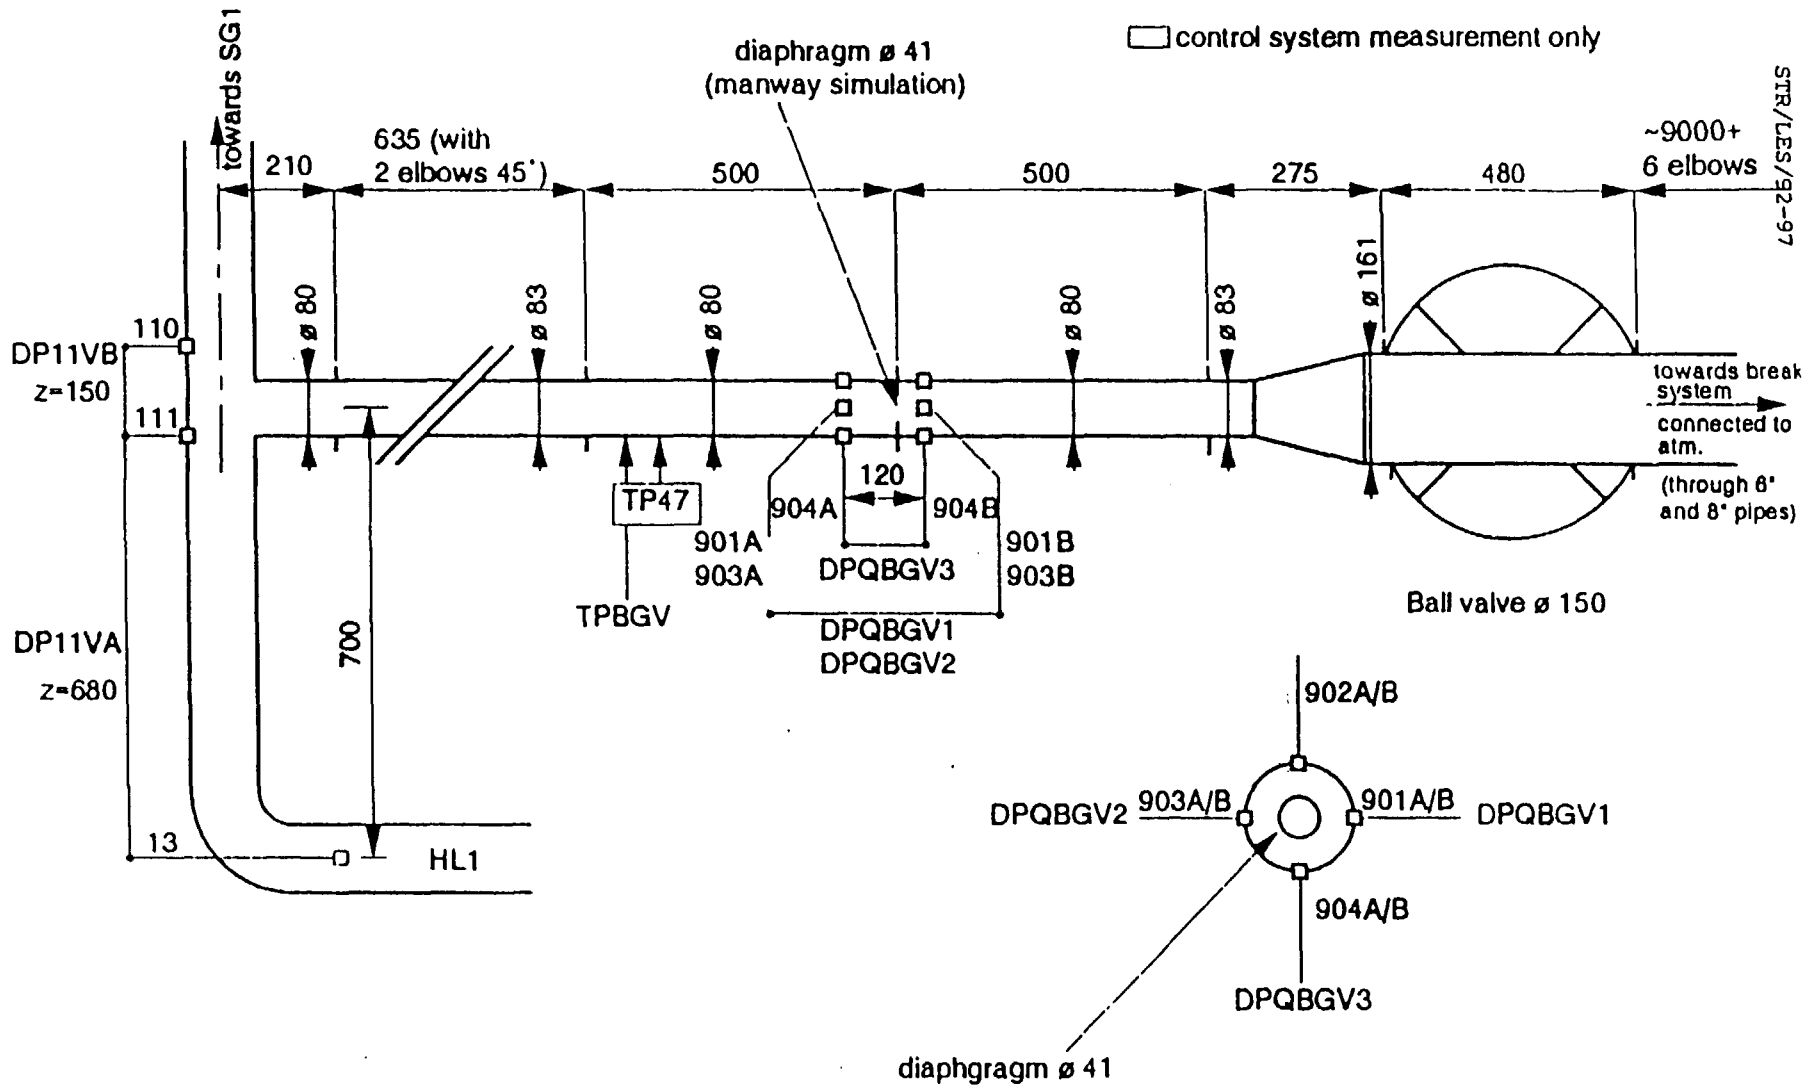 towards SG1
diaphragm ø 41
(manway simulation)
control system measurement only
STR/LES/92-97
210
635 (with
2 elbows 45˚)
500
500
275
480
~9000+
6 elbows
ø 80
ø 83
ø 80
ø 80
ø 83
ø 161
110
DP11VB
z=150
111
towards break
system
connected to
atm.
(through 6"
and 8" pipes)
TP47
120
904A
904B
901A
903A
901B
903B
DPQBGV3
TPBGV
DPQBGV1
DPQBGV2
Ball valve ø 150
700
DP11VA
z=680
13
HL1
902A/B
DPQBGV2
903A/B
901A/B
DPQBGV1
904A/B
DPQBGV3
diaphgragm ø 41